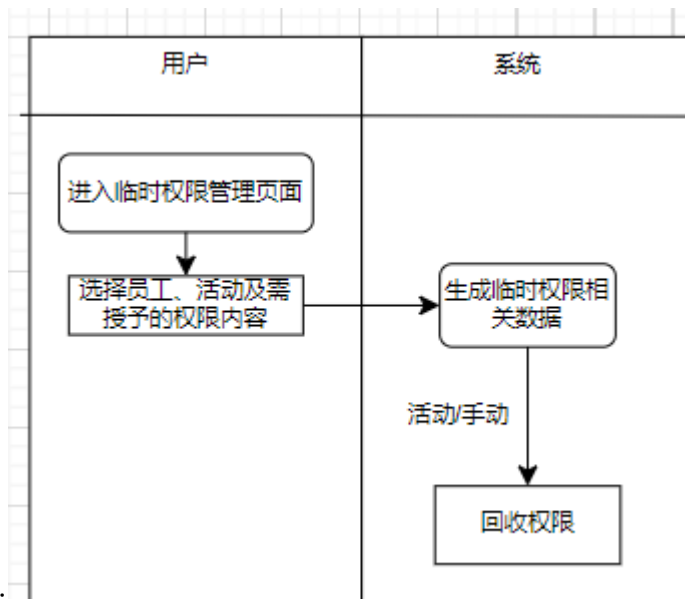 用户
系统
进入临时权限管理页面
选择员工、活动及需
授予的权限内容
生成临时权限相
关数据
活动/手动
回收权限
.